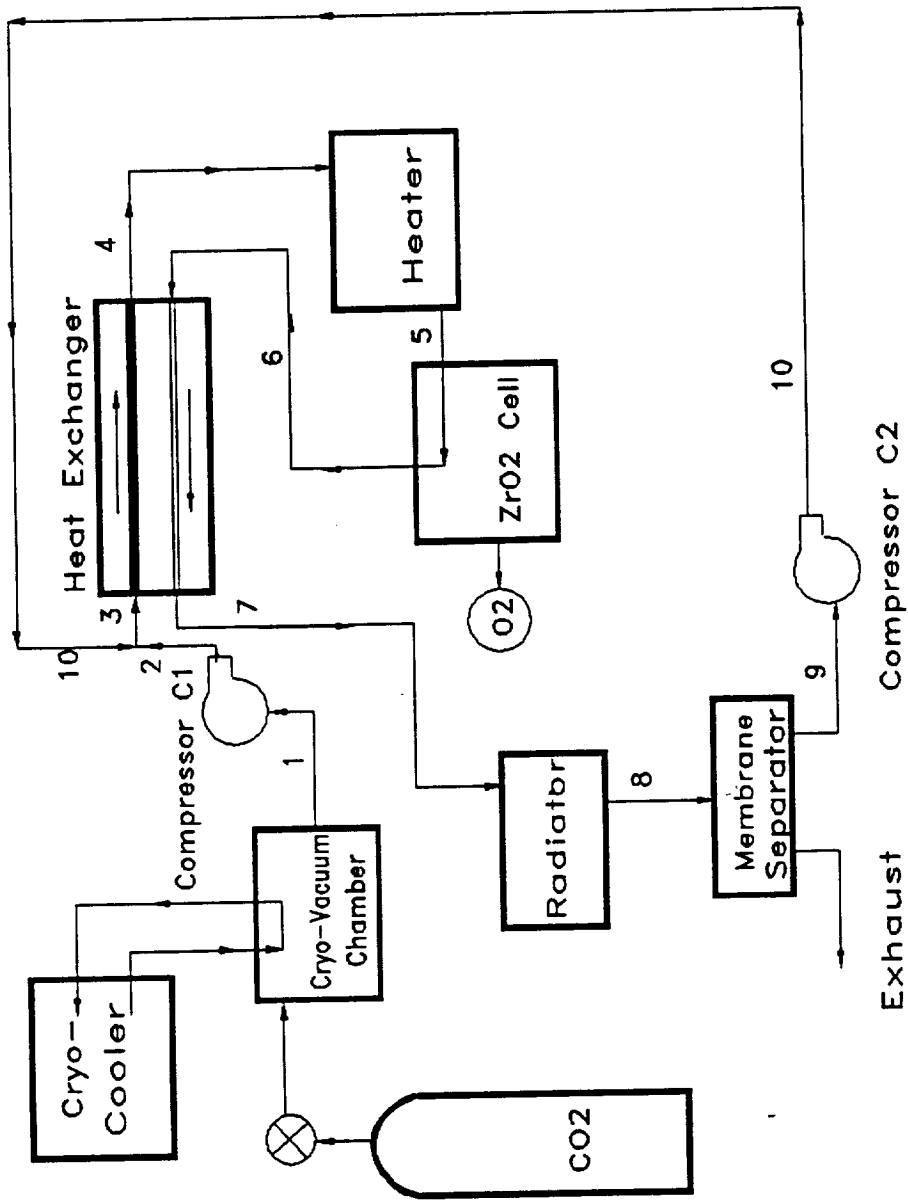 Cryo-
Cooler
CO2
Cryo-Vacuum
Chamber
1
Compressor C1
2
10
3
Heat Exchanger
4
Heater
5
6
ZrO2 Cell
O2
7
Radiator
8
Membrane
Separator
Exhaust
9
Compressor C2
10